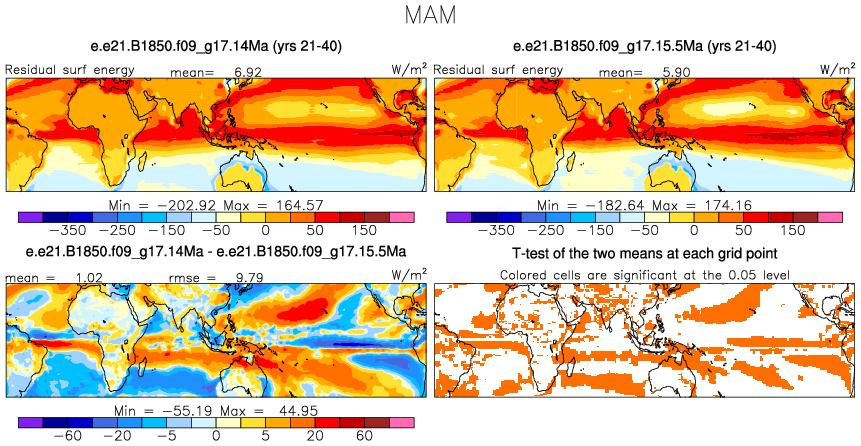 MAM
e.e21.B1850.f09_g17.14Ma (yrs 21-40)
Residual surf energy mean= 6.92 W/m²
Min = −202.92 Max = 164.57
−350 −250 −150 −50 0 50 150
e.e21.B1850.f09_g17.15.5Ma (yrs 21-40)
Residual surf energy mean= 5.90 W/m²
Min = −182.64 Max = 174.16
−350 −250 −150 −50 0 50 150
e.e21.B1850.f09_g17.14Ma - e.e21.B1850.f09_g17.15.5Ma
mean = 1.02 rmse = 9.79 W/m²
Min = −55.19 Max = 44.95
−60 −20 −5 0 5 20 60
T-test of the two means at each grid point
Colored cells are significant at the 0.05 level